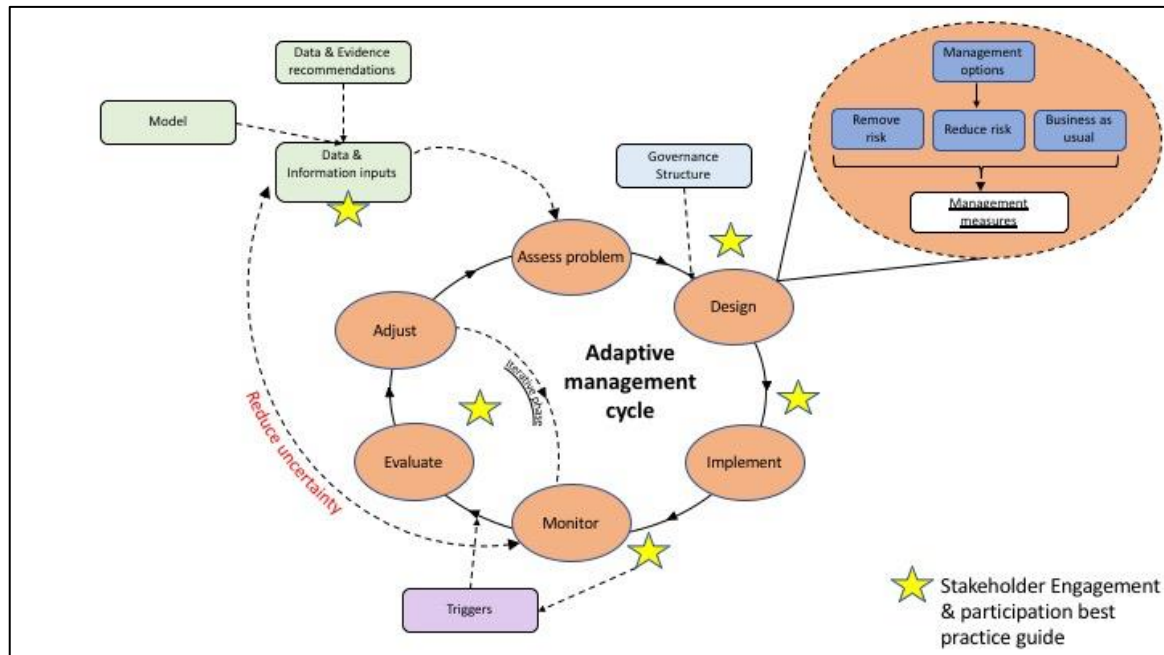 Data & Evidence
recommendations
Model
Data &
Information inputs
Governance
Structure
Management
options
Remove
risk
Reduce risk
Business as
usual
Management
measures
Assess problem
Design
Adjust
Adaptive
management
cycle
Iterative phase
Reduce uncertainty
Evaluate
Implement
Monitor
Triggers
Stakeholder Engagement
& participation best
practice guide